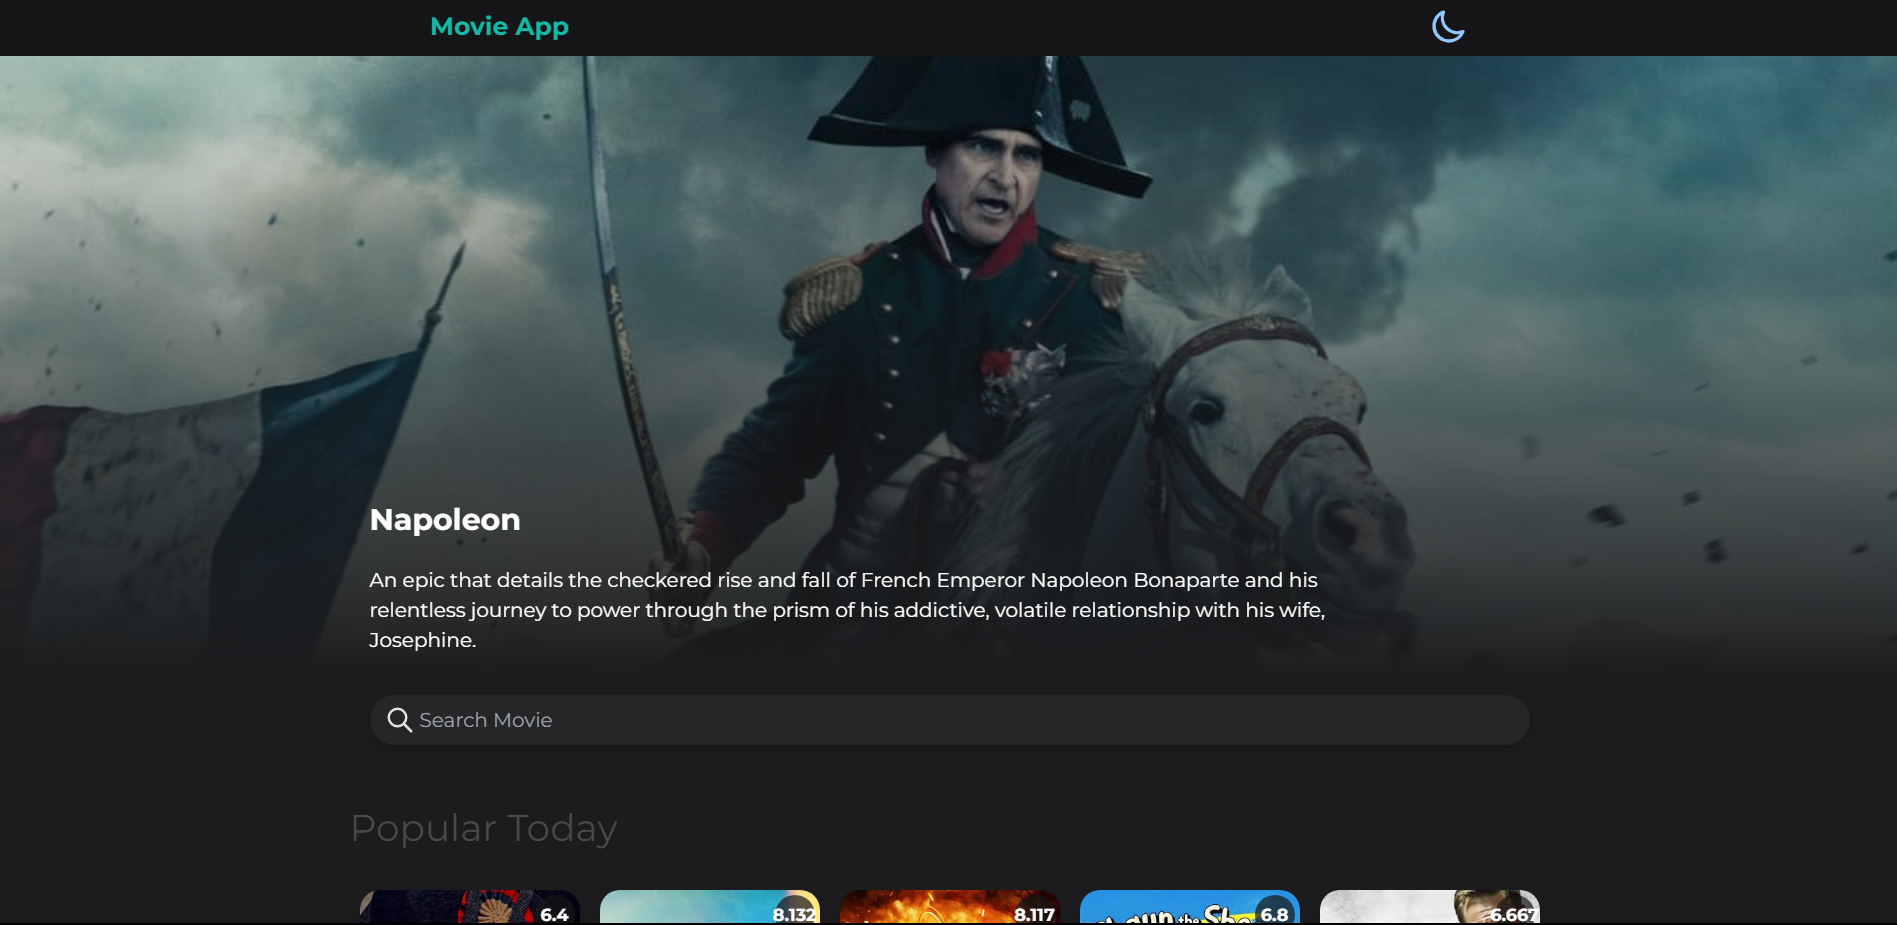 Movie App
Napoleon
An epic that details the checkered rise and fall of French Emperor Napoleon Bonaparte and his
relentless journey to power through the prism of his addictive, volatile relationship with his wife,
Josephine.
Search Movie
Popular Today
6.4
8.132
8.117
the
6.8
6.667